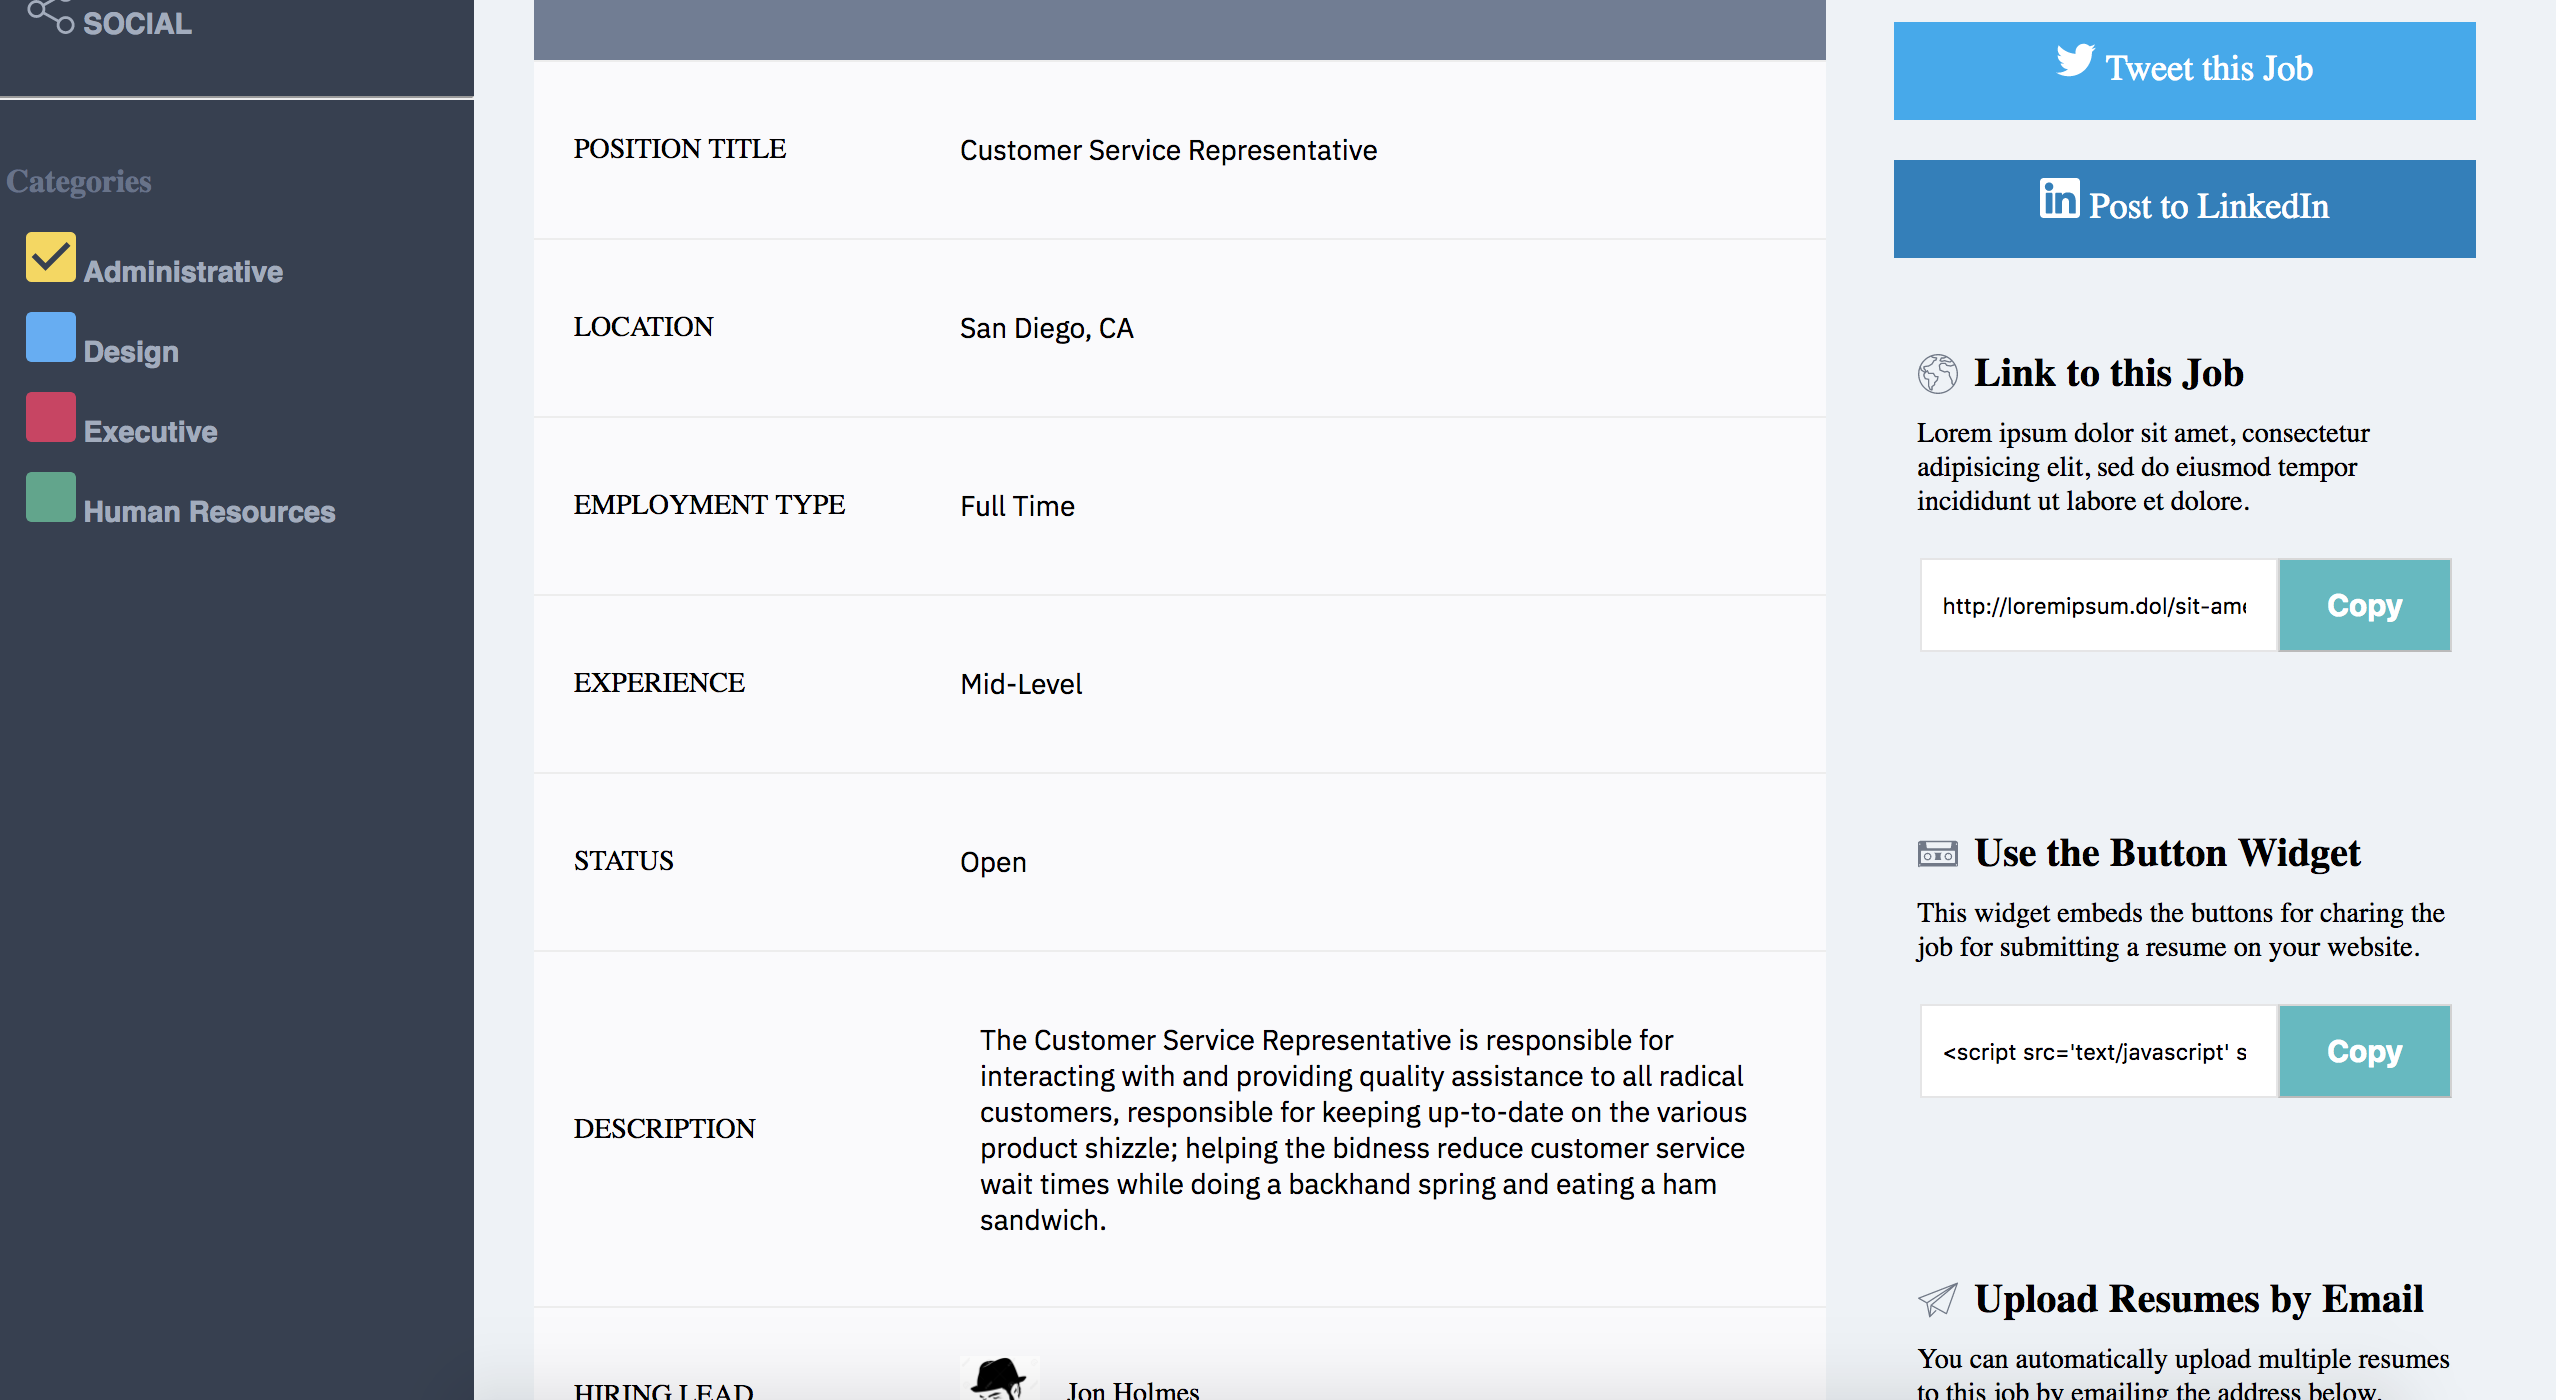 SOCIAL
Categories
Administrative
Design
Executive
Human Resources
POSITION TITLE
Customer Service Representative
LOCATION
San Diego, CA
EMPLOYMENT TYPE
Full Time
EXPERIENCE
Mid-Level
STATUS
Open
DESCRIPTION
The Customer Service Representative is responsible for
interacting with and providing quality assistance to all radical
customers, responsible for keeping up-to-date on the various
product shizzle; helping the bidness reduce customer service
wait times while doing a backhand spring and eating a ham
sandwich.
HIRING LEAD
Jon Holmes
Tweet this Job
in Post to LinkedIn
Link to this Job
Lorem ipsum dolor sit amet, consectetur
adipisicing elit, sed do eiusmod tempor
incididunt ut labore et dolore.
http://loremipsum.dol/sit-ame
Copy
Use the Button Widget
This widget embeds the buttons for charing the
job for submitting a resume on your website.
<script src='text/javascript' s
Copy
Upload Resumes by Email
You can automatically upload multiple resumes
to this job by emailing the address below.